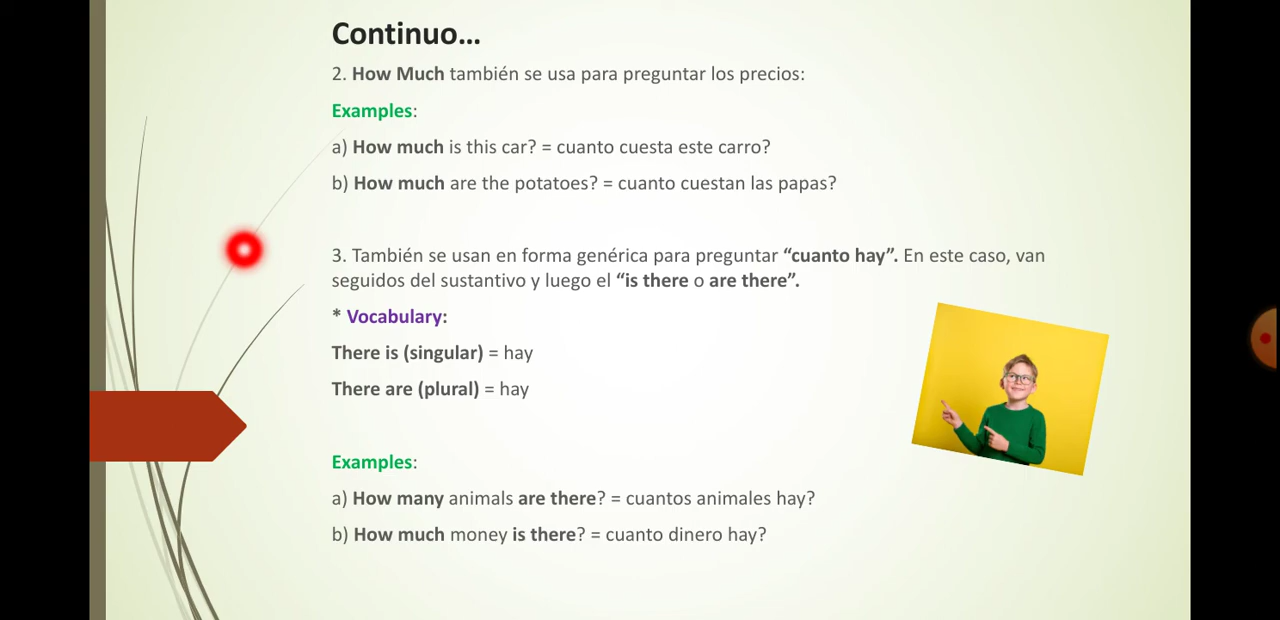 Continuo...
2. How Much también se usa para preguntar los precios:
Examples:
a) How much is this car? = cuanto cuesta este carro?
b) How much are the potatoes? = cuanto cuestan las papas?
3. También se usan en forma genérica para preguntar “cuanto hay”. En este caso, van
seguidos del sustantivo y luego el “is there o are there”.
* Vocabulary:
There is (singular) = hay
There are (plural) = hay
Examples:
a) How many animals are there? = cuantos animales hay?
b) How much money is there? = cuanto dinero hay?